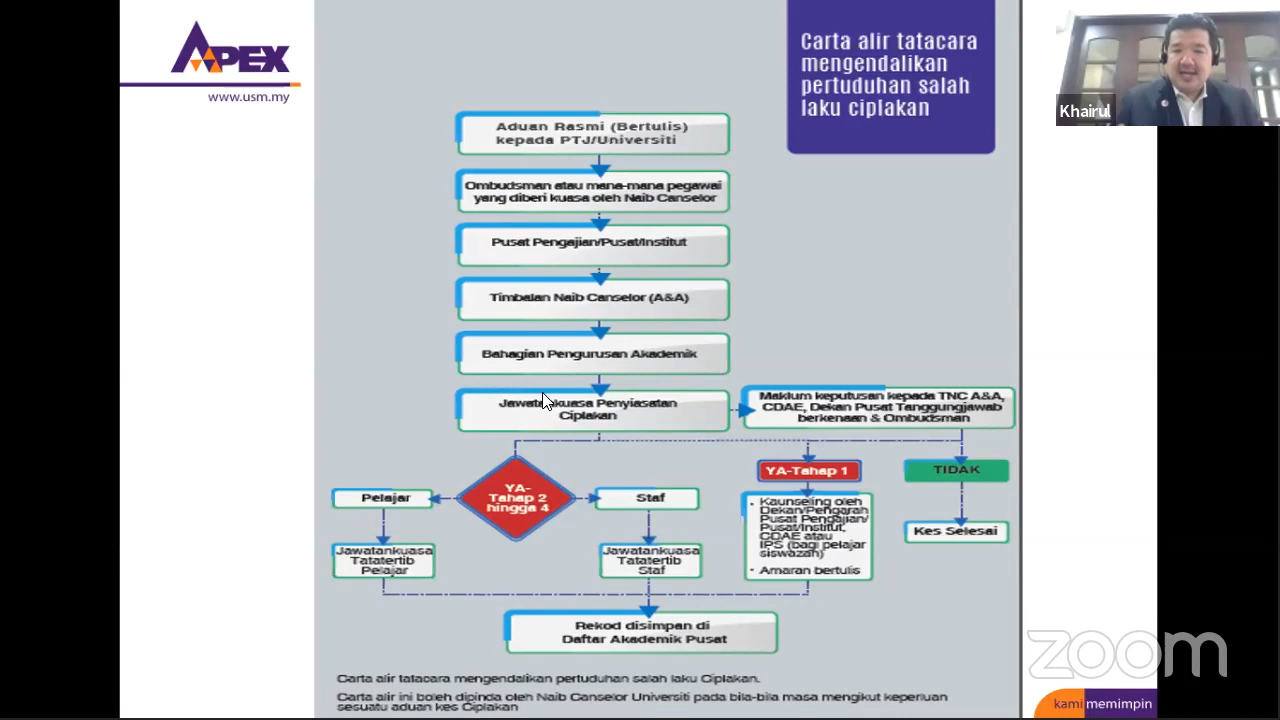 APEX
www.usm.my
Carta alir tatacara
mengendalikan
pertuduhan salah
laku ciplakan
Khairul
Aduan Rasmi (Bertulis)
kepada PTJ/Universiti
Ombudsman atau mana-mana pegawai
yang diberi kuasa oleh Naib Canselor
Pusat Pengajian/Pusat/Institut
Timbalan Naib Canselor (A&A)
Bahagian Pengurusan Akademik
Jawatankuasa Penyiasatan
Ciplakan
Maklum keputusan kepada TNC A&A,
CDAE, Dekan Pusat Tanggungjawab
berkenaan & Ombudsman
YA-
Tahap 2
hingga 4
Pelajar
Staf
YA-Tahap 1
TIDAK
Jawatankuasa
Tatatertib
Pelajar
Jawatankuasa
Tatatertib
Staf
• Kaunseling oleh
Dekan/Pengarah
Pusat Pengajian/
Pusat/Institut,
CDAE atau
IPS (bagi pelajar
siswazah)
• Amaran bertulis
Kes Selesai
Rekod disimpan di
Daftar Akademik Pusat
Carta alir tatacara mengendalikan pertuduhan salah laku Ciplakan.
Carta alir ini boleh dipinda oleh Naib Canselor Universiti pada bila-bila masa mengikut keperluan
sesuatu aduan kes Ciplakan
zoom
kami memimpin